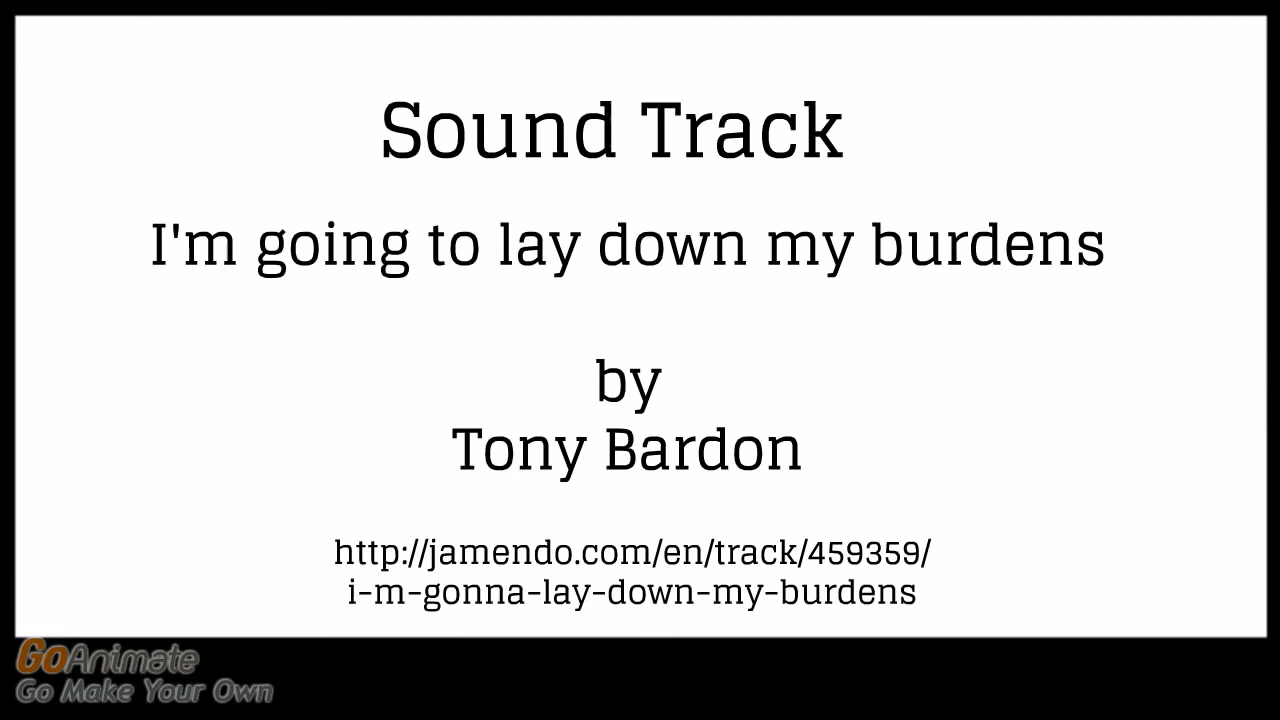 Sound Track
I'm going to lay down my burdens
by
Tony Bardon
http://jamendo.com/en/track/459359/
i-m-gonna-lay-down-my-burdens
GoAnimate
Go Make Your Own